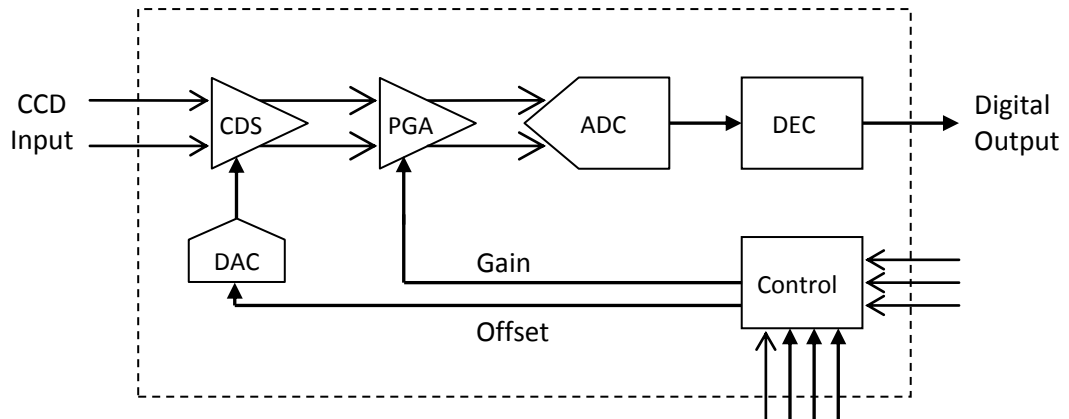 CCD
Input
CDS
PGA
ADC
DEC
Digital
Output
DAC
Gain
Control
Offset